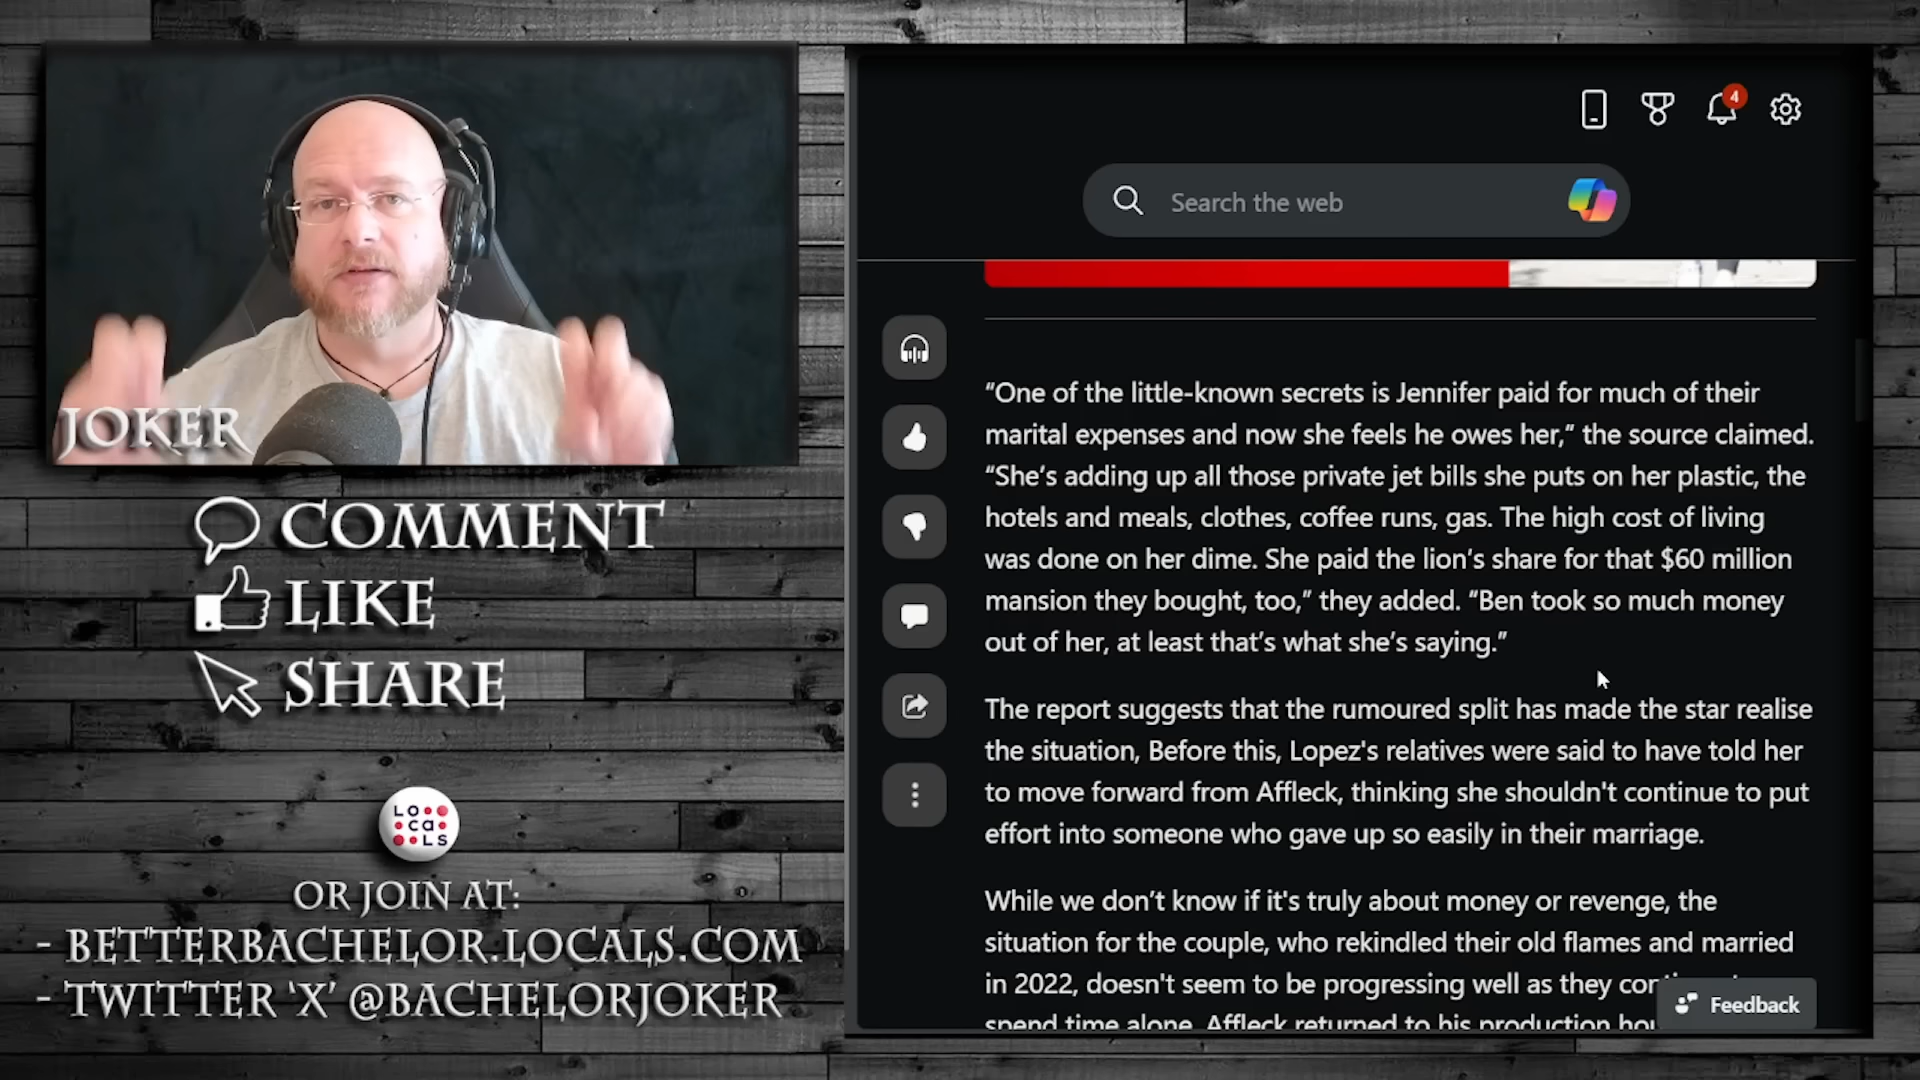 JOKER
COMMENT
LIKE
SHARE
LOCALS
OR JOIN AT:
- BETTERBACHELOR.LOCALS.COM
- TWITTER 'X' @BACHELORJOKER
4
Search the web
“One of the little-known secrets is Jennifer paid for much of their
marital expenses and now she feels he owes her,” the source claimed.
“She’s adding up all those private jet bills she puts on her plastic, the
hotels and meals, clothes, coffee runs, gas. The high cost of living
was done on her dime. She paid the lion’s share for that $60 million
mansion they bought, too,” they added. “Ben took so much money
out of her, at least that’s what she’s saying.”
The report suggests that the rumoured split has made the star realise
the situation, Before this, Lopez's relatives were said to have told her
to move forward from Affleck, thinking she shouldn't continue to put
effort into someone who gave up so easily in their marriage.
While we don’t know if it's truly about money or revenge, the
situation for the couple, who rekindled their old flames and married
in 2022, doesn't seem to be progressing well as they
spend time alone. Affleck returned to his production
Feedback